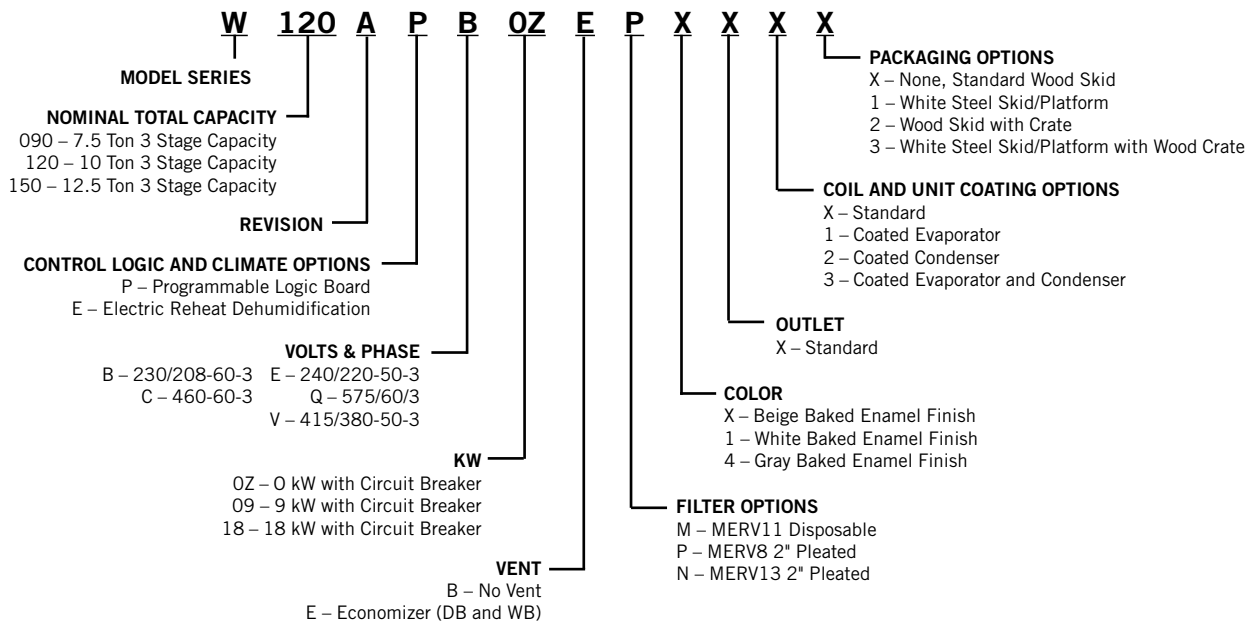 W 120 A P B 0Z E P X X X X
MODEL SERIES
NOMINAL TOTAL CAPACITY
090 – 7.5 Ton 3 Stage Capacity
120 – 10 Ton 3 Stage Capacity
150 – 12.5 Ton 3 Stage Capacity
REVISION
CONTROL LOGIC AND CLIMATE OPTIONS
P – Programmable Logic Board
E – Electric Reheat Dehumidification
VOLTS & PHASE
B – 230/208-60-3 E – 240/220-50-3
C – 460-60-3 Q – 575/60/3
V – 415/380-50-3
KW
0Z – 0 kW with Circuit Breaker
09 – 9 kW with Circuit Breaker
18 – 18 kW with Circuit Breaker
VENT
B – No Vent
E – Economizer (DB and WB)
PACKAGING OPTIONS
X – None, Standard Wood Skid
1 – White Steel Skid/Platform
2 – Wood Skid with Crate
3 – White Steel Skid/Platform with Wood Crate
COIL AND UNIT COATING OPTIONS
X – Standard
1 – Coated Evaporator
2 – Coated Condenser
3 – Coated Evaporator and Condenser
OUTLET
X – Standard
COLOR
X – Beige Baked Enamel Finish
1 – White Baked Enamel Finish
4 – Gray Baked Enamel Finish
FILTER OPTIONS
M – MERV11 Disposable
P – MERV8 2" Pleated
N – MERV13 2" Pleated